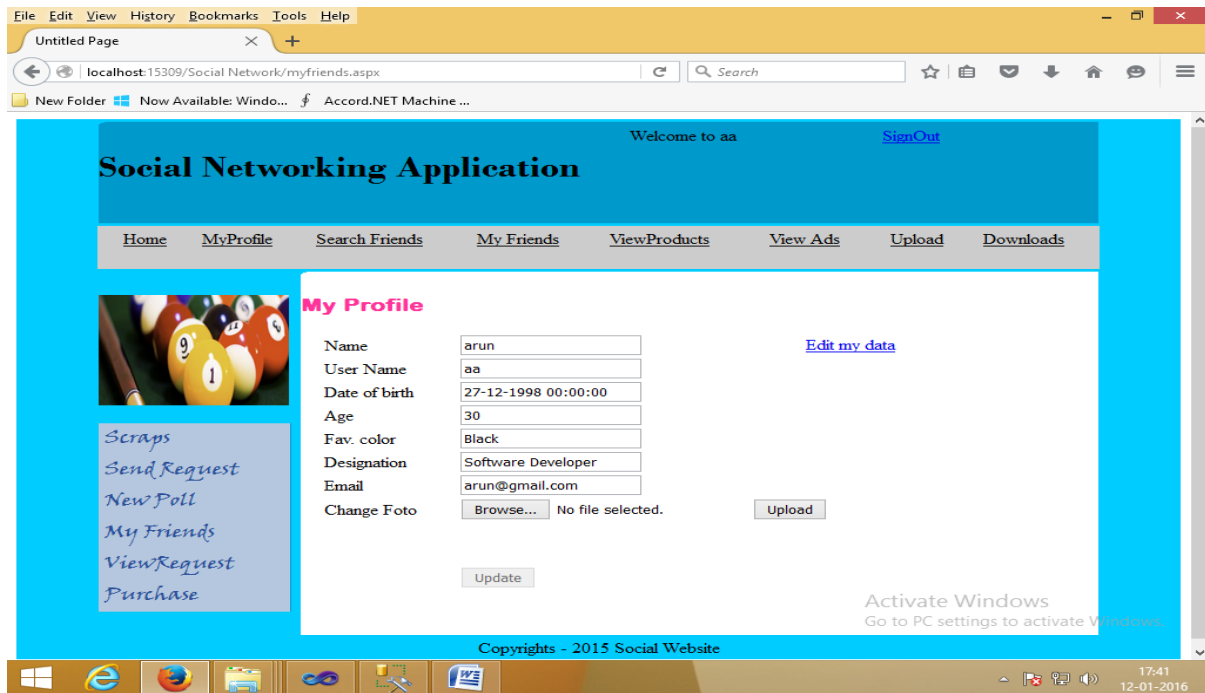 File Edit View History Bookmarks Tools Help
Untitled Page
localhost:15309/Social Network/myfriends.aspx
Search
New Folder Now Available: Windo... Accord.NET Machine ...
Welcome to aa SignOut
Social Networking Application
Home MyProfile Search Friends My Friends ViewProducts View Ads Upload Downloads
9
11
1
My Profile
Name arun Edit my data
User Name aa
Date of birth 27-12-1998 00:00:00
Age 30
Fav. color Black
Designation Software Developer
Email arun@gmail.com
Change Foto Browse... No file selected. Upload
Update
Scraps
Send Request
New Poll
My Friends
ViewRequest
Purchase
Activate Windows
Go to PC settings to activate Windows.
Copyrights - 2015 Social Website
17:41
12-01-2016